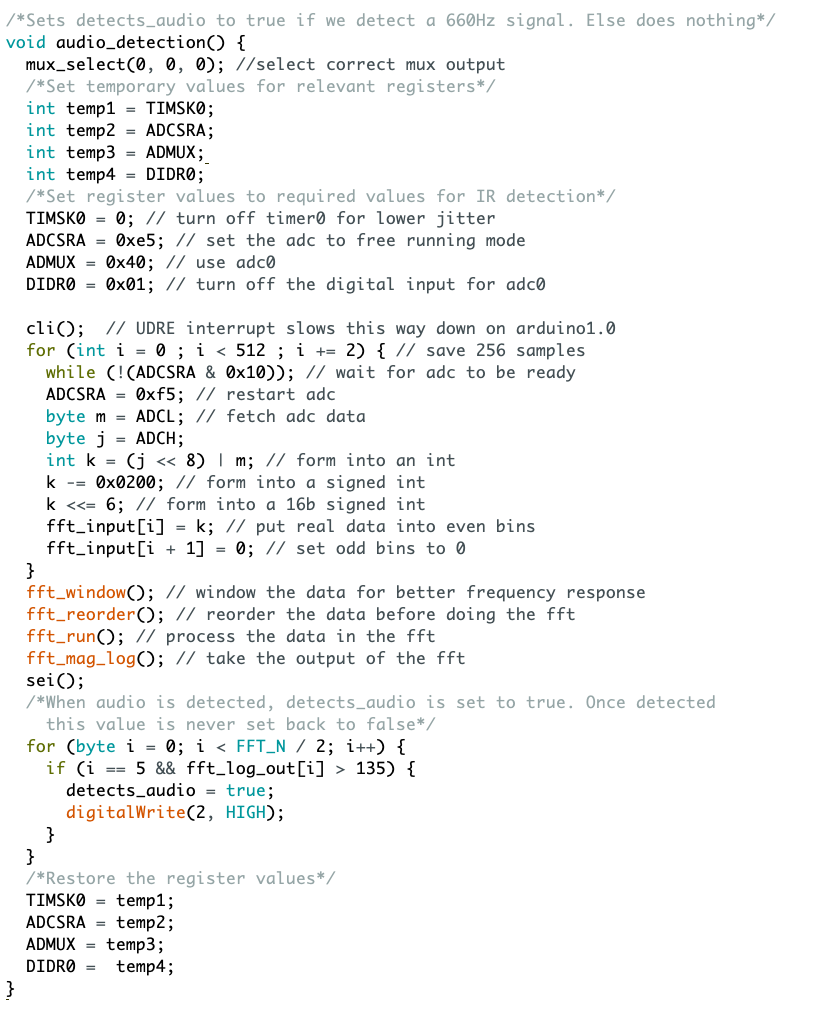 /*Sets detects_audio to true if we detect a 660Hz signal. Else does nothing*/
void audio_detection() {
  mux_select(0, 0, 0); //select correct mux output
  /*Set temporary values for relevant registers*/
  int temp1 = TIMSK0;
  int temp2 = ADCSRA;
  int temp3 = ADMUX;
  int temp4 = DIDR0;
  /*Set register values to required values for IR detection*/
  TIMSK0 = 0; // turn off timer0 for lower jitter
  ADCSRA = 0xe5; // set the adc to free running mode
  ADMUX = 0x40; // use adc0
  DIDR0 = 0x01; // turn off the digital input for adc0

  cli();  // UDRE interrupt slows this way down on arduino1.0
  for (int i = 0 ; i < 512 ; i += 2) { // save 256 samples
    while (!(ADCSRA & 0x10)); // wait for adc to be ready
    ADCSRA = 0xf5; // restart adc
    byte m = ADCL; // fetch adc data
    byte j = ADCH;
    int k = (j << 8) | m; // form into an int
    k -= 0x0200; // form into a signed int
    k <<= 6; // form into a 16b signed int
    fft_input[i] = k; // put real data into even bins
    fft_input[i + 1] = 0; // set odd bins to 0
  }
  fft_window(); // window the data for better frequency response
  fft_reorder(); // reorder the data before doing the fft
  fft_run(); // process the data in the fft
  fft_mag_log(); // take the output of the fft
  sei();
  /*When audio is detected, detects_audio is set to true. Once detected
    this value is never set back to false*/
  for (byte i = 0; i < FFT_N / 2; i++) {
    if (i == 5 && fft_log_out[i] > 135) {
      detects_audio = true;
      digitalWrite(2, HIGH);
    }
  }
  /*Restore the register values*/
  TIMSK0 = temp1;
  ADCSRA = temp2;
  ADMUX = temp3;
  DIDR0 =  temp4;
}